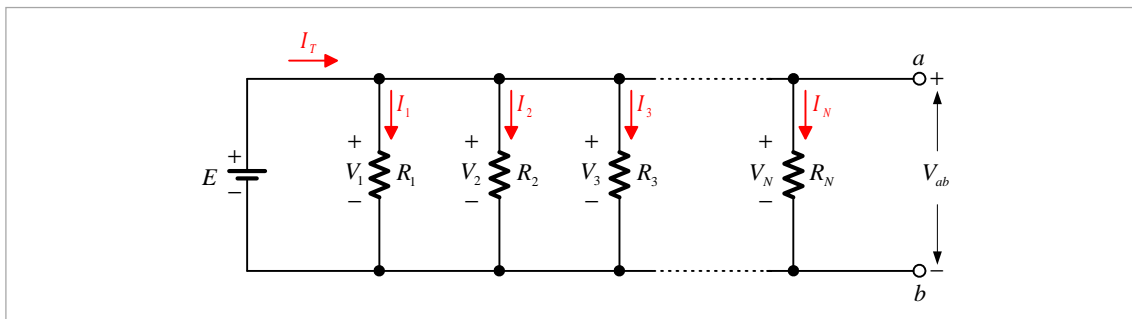 I_T
a
+
I_1
I_2
I_3
I_N
+
+
+
+
+
E
V_1
R_1
V_2
R_2
V_3
R_3
V_N
R_N
V_ab
−
−
−
−
−
−
b